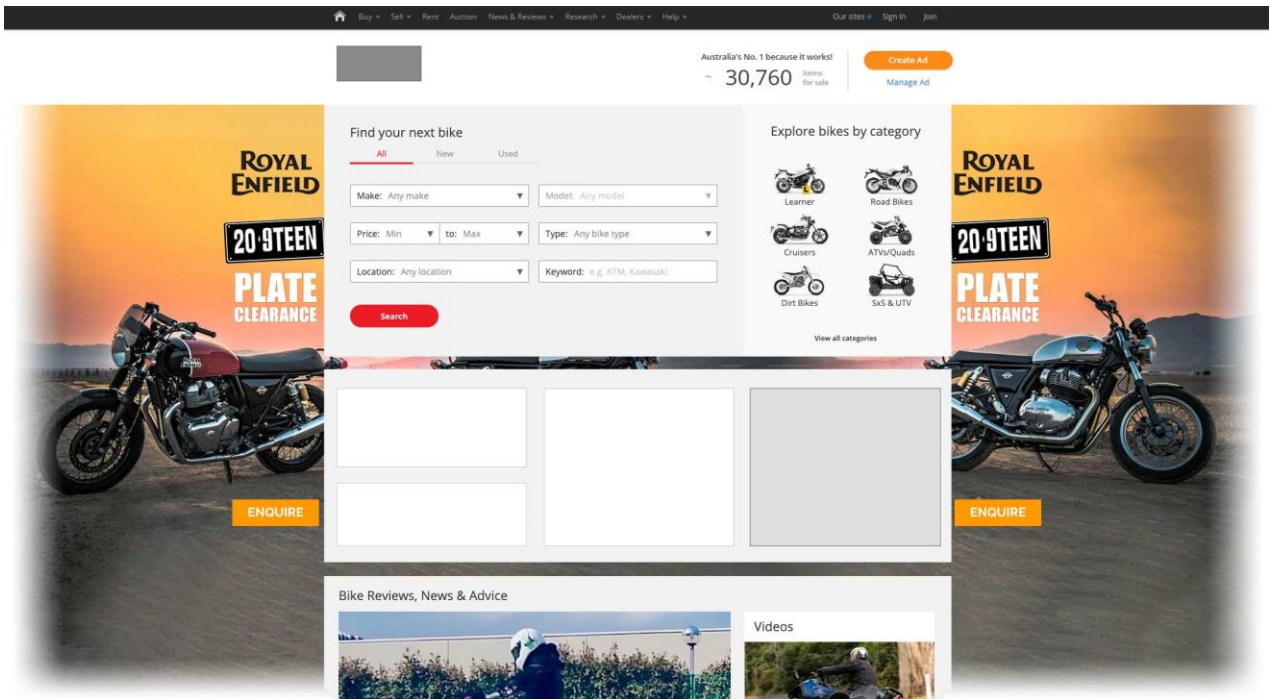 Buy Sell Rent Auction News & Reviews Research Dealers Help Our sites + Sign In Join
Australia's No. 1 because it works!
~ 30,760 items for sale
Create Ad
Manage Ad
ROYAL ENFIELD
20·9TEEN
PLATE
CLEARANCE
ENQUIRE
Find your next bike
All New Used
Make: Any make
Model: Any model
Price: Min to: Max
Type: Any bike type
Location: Any location
Keyword: e.g. KTM, Kawasaki
Search
Explore bikes by category
Learner Road Bikes
Cruisers ATVs/Quads
Dirt Bikes SxS & UTV
View all categories
ROYAL ENFIELD
20·9TEEN
PLATE
CLEARANCE
ENQUIRE
Bike Reviews, News & Advice
Videos